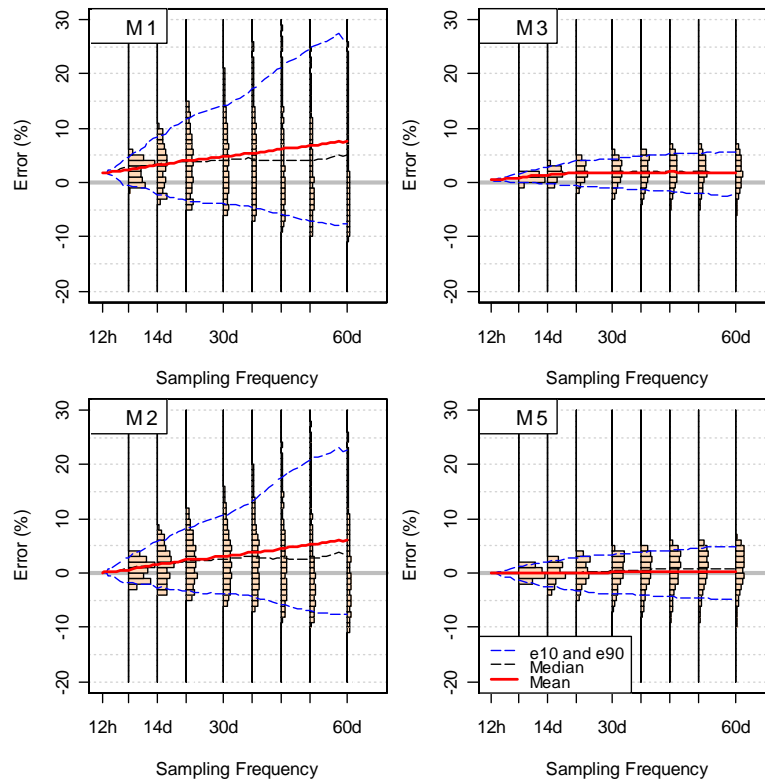 M1
Error (%)
30
20
10
0
-10
-20
12h 14d 30d 60d
Sampling Frequency
M3
Error (%)
30
20
10
0
-10
-20
12h 14d 30d 60d
Sampling Frequency
M2
Error (%)
30
20
10
0
-10
-20
12h 14d 30d 60d
Sampling Frequency
M5
Error (%)
30
20
10
0
-10
-20
e10 and e90
Median
Mean
12h 14d 30d 60d
Sampling Frequency